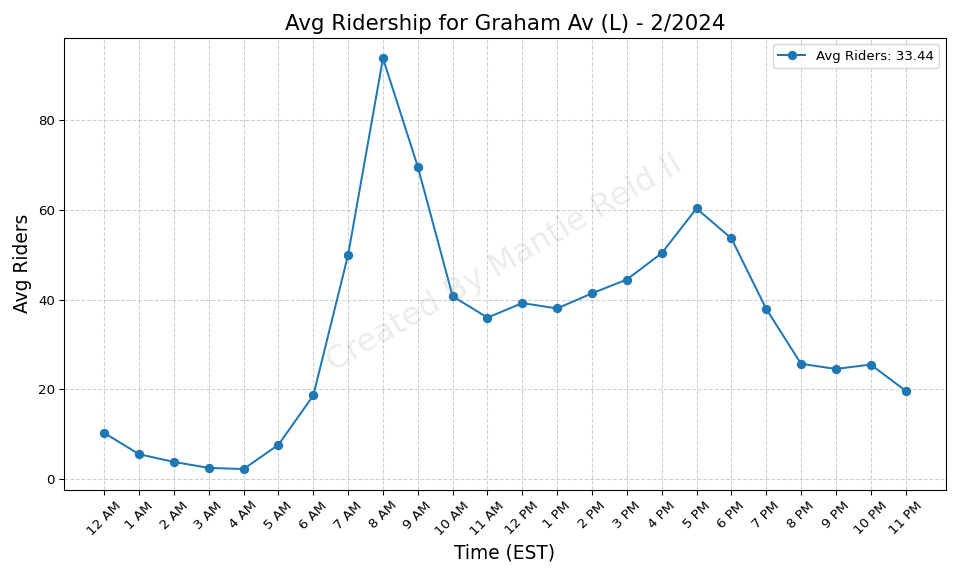 Avg Ridership for Graham Av (L) - 2/2024
Avg Riders: 33.44
Avg Riders
80
60
40
20
0
Created By Mantie Reid II
12 AM
1 AM
2 AM
3 AM
4 AM
5 AM
6 AM
7 AM
8 AM
9 AM
10 AM
11 AM
12 PM
1 PM
2 PM
3 PM
4 PM
5 PM
6 PM
7 PM
8 PM
9 PM
10 PM
11 PM
Time (EST)